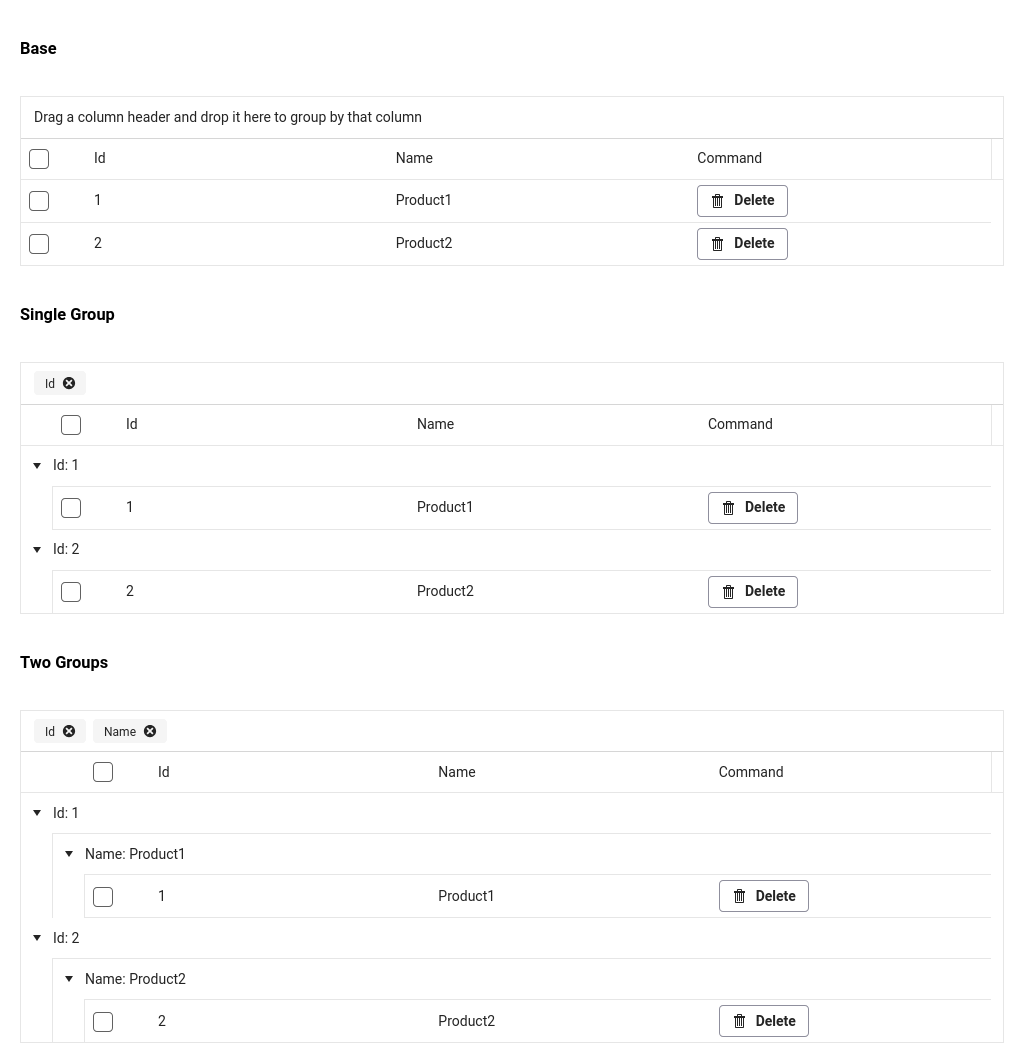 Base
Drag a column header and drop it here to group by that column
Id Name Command
1 Product1 Delete
2 Product2 Delete
Single Group
Id
Id Name Command
Id: 1
1 Product1 Delete
Id: 2
2 Product2 Delete
Two Groups
Id Name
Id Name Command
Id: 1
Name: Product1
1 Product1 Delete
Id: 2
Name: Product2
2 Product2 Delete